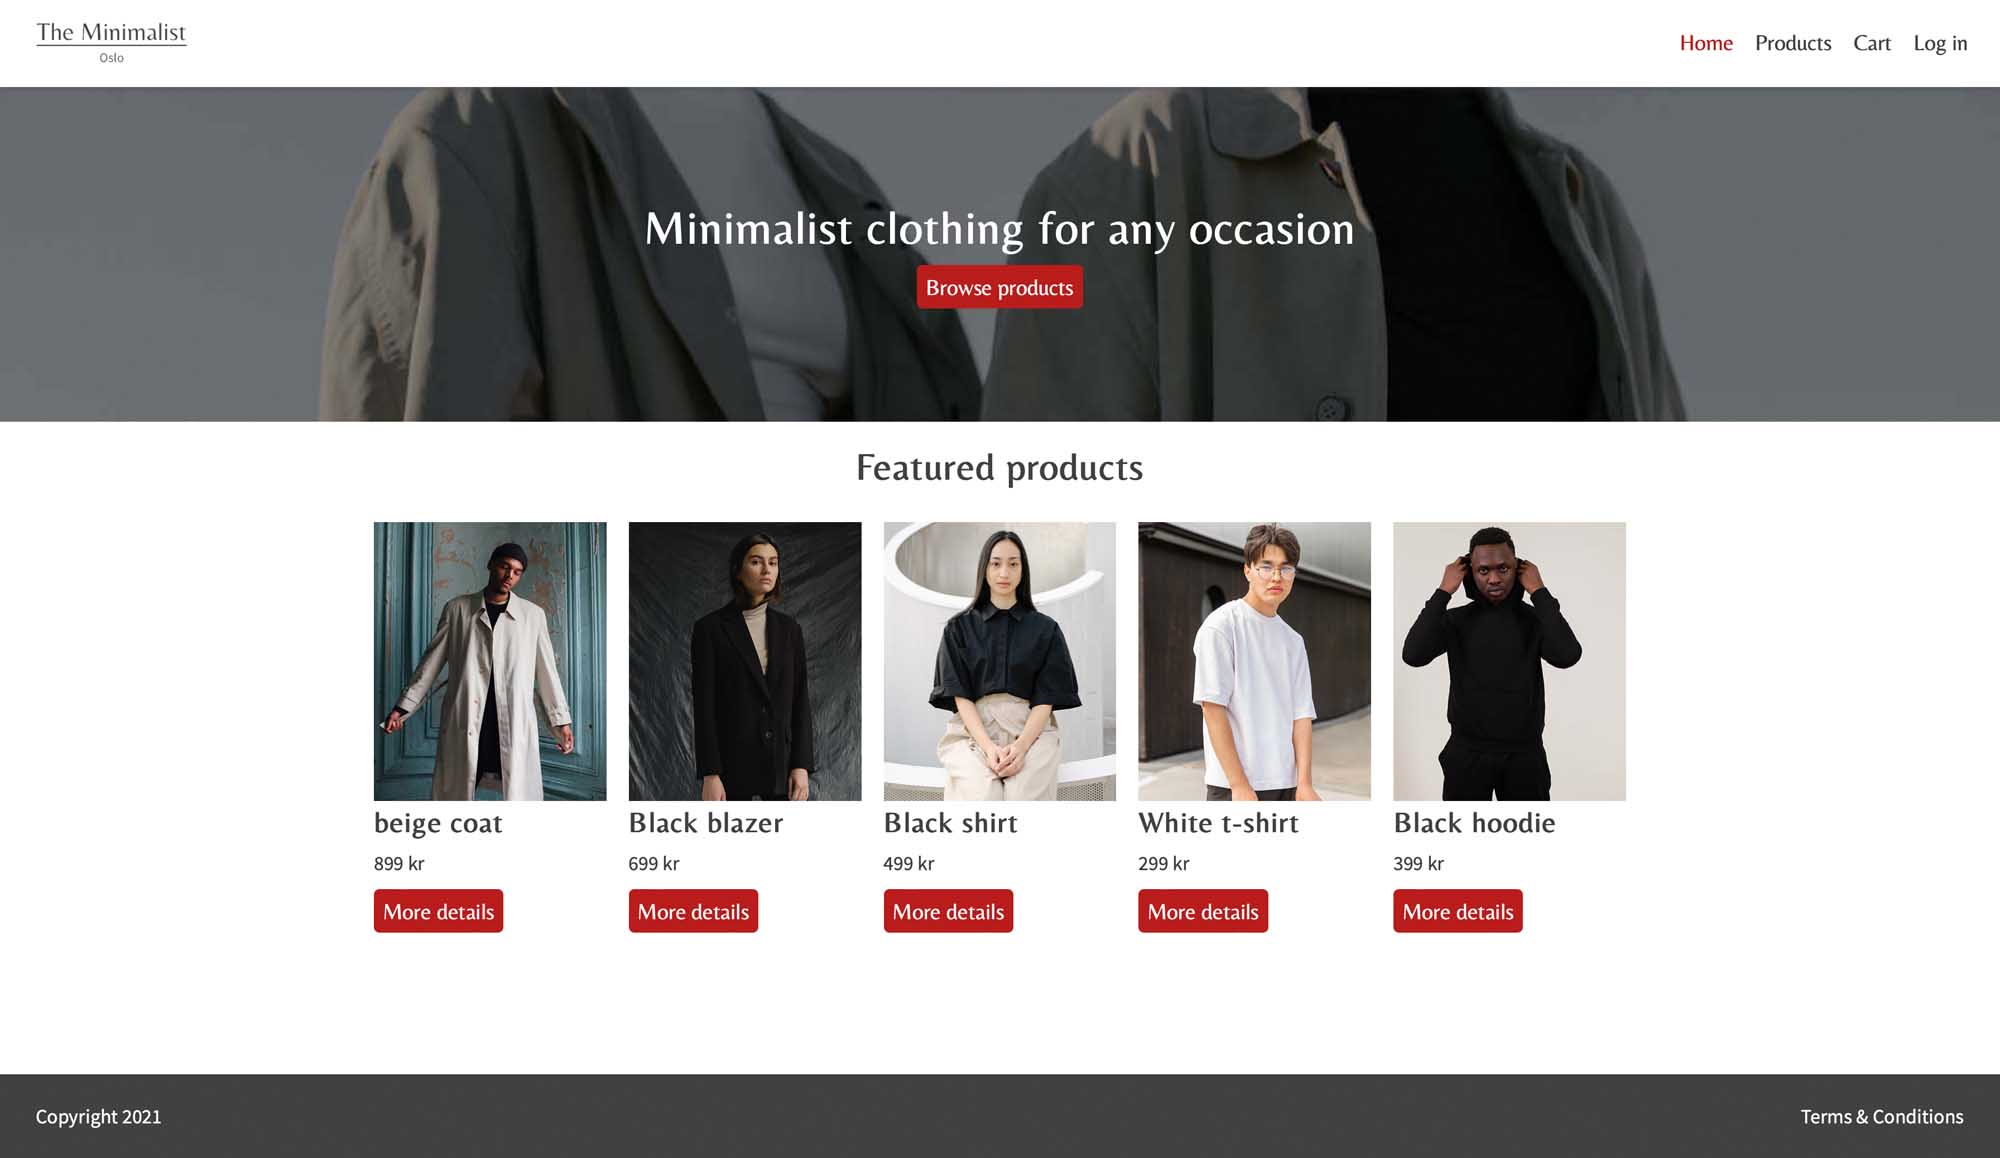 The Minimalist
Oslo
Home Products Cart Log in
Minimalist clothing for any occasion
Browse products
Featured products
beige coat
899 kr
More details
Black blazer
699 kr
More details
Black shirt
499 kr
More details
White t-shirt
299 kr
More details
Black hoodie
399 kr
More details
Copyright 2021
Terms & Conditions